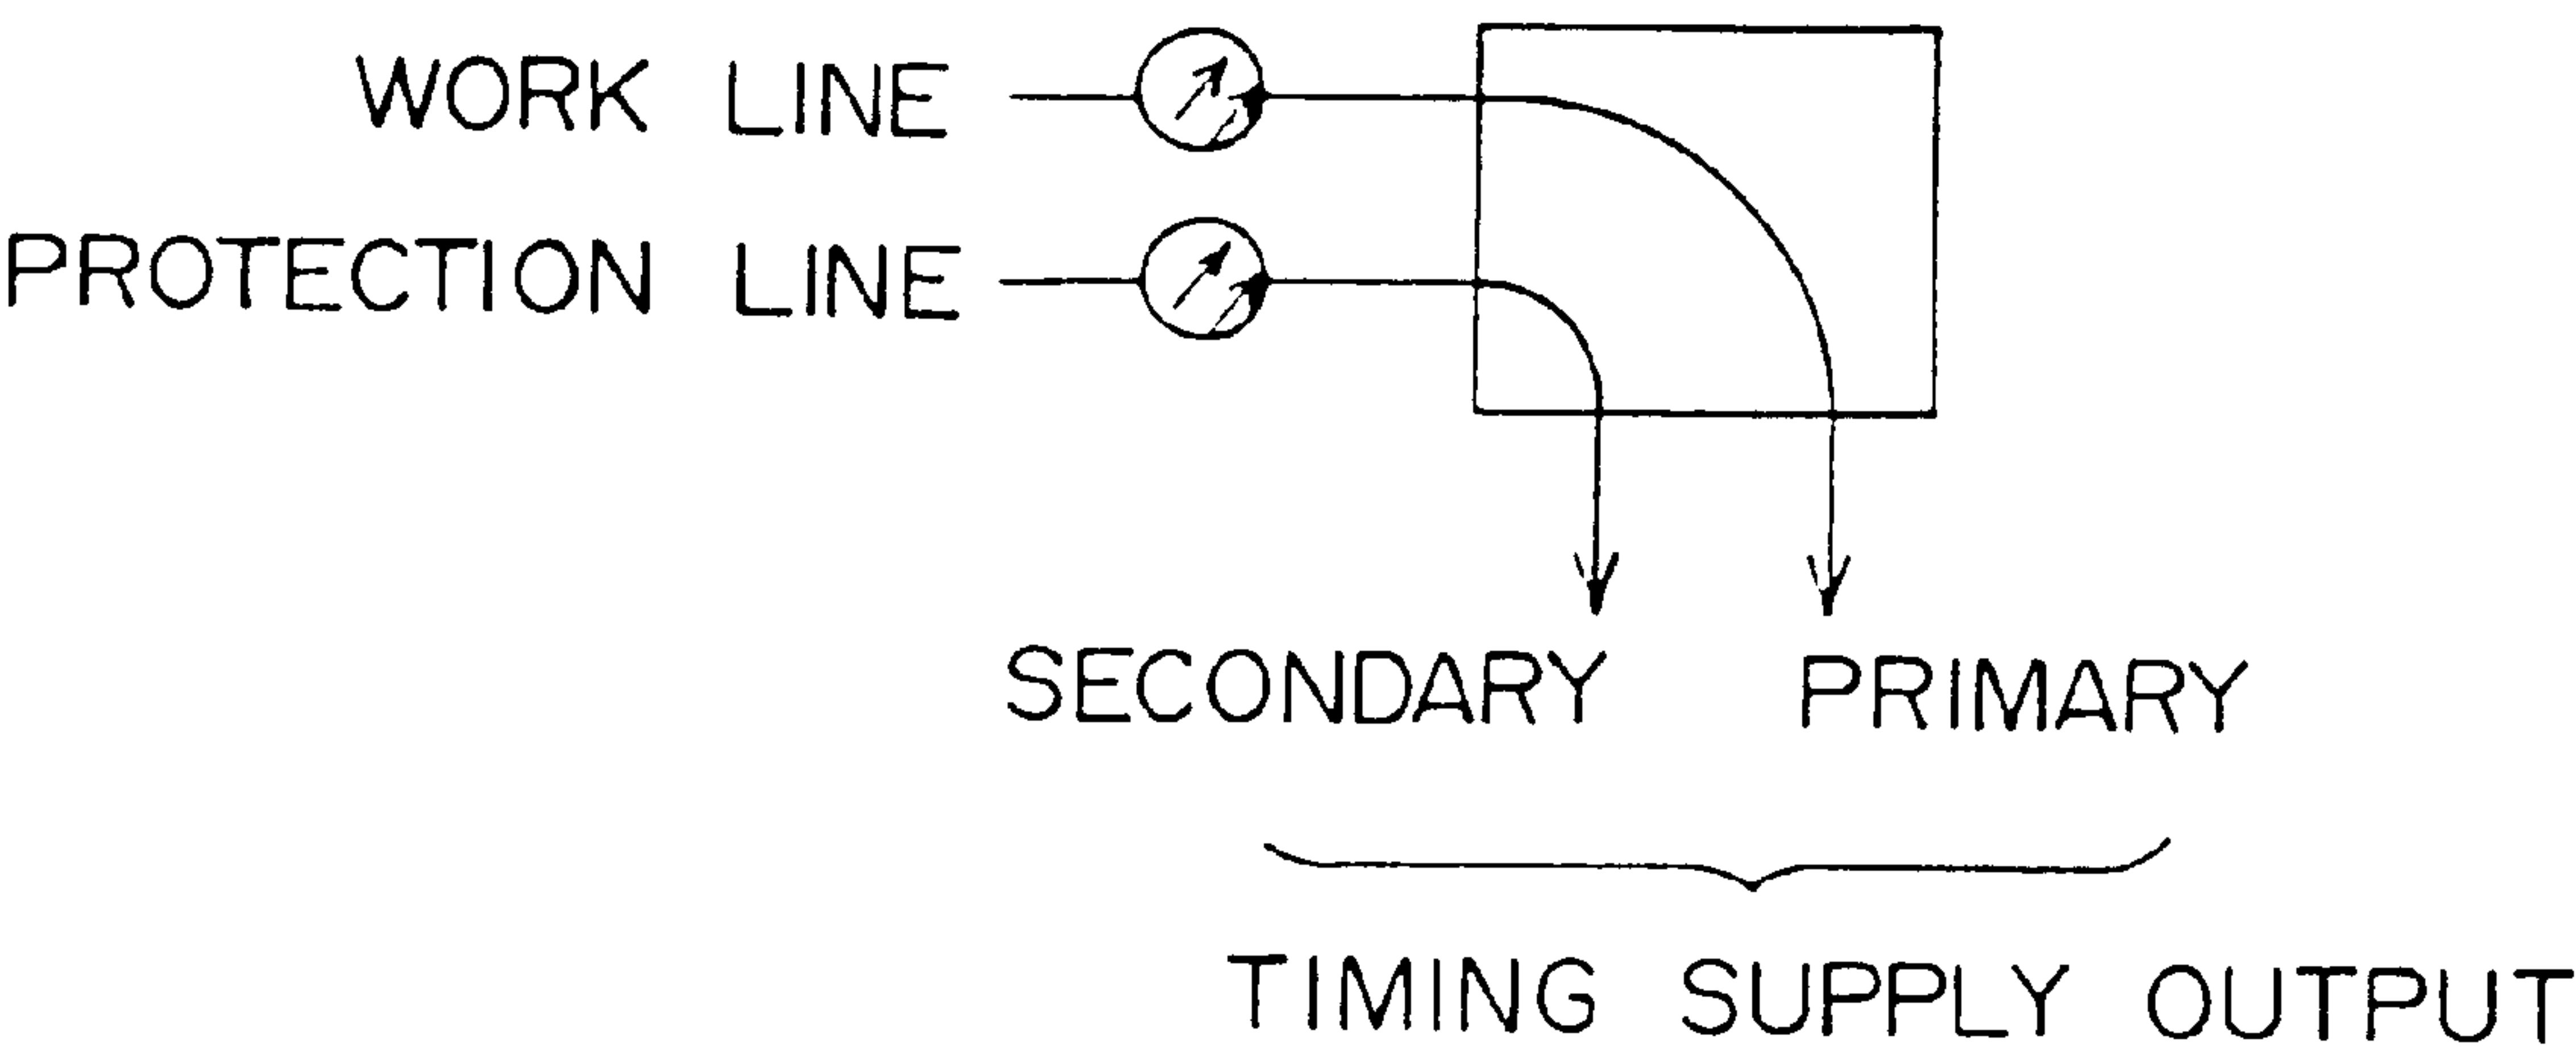 WORK LINE
PROTECTION LINE
SECONDARY PRIMARY
TIMING SUPPLY OUTPUT